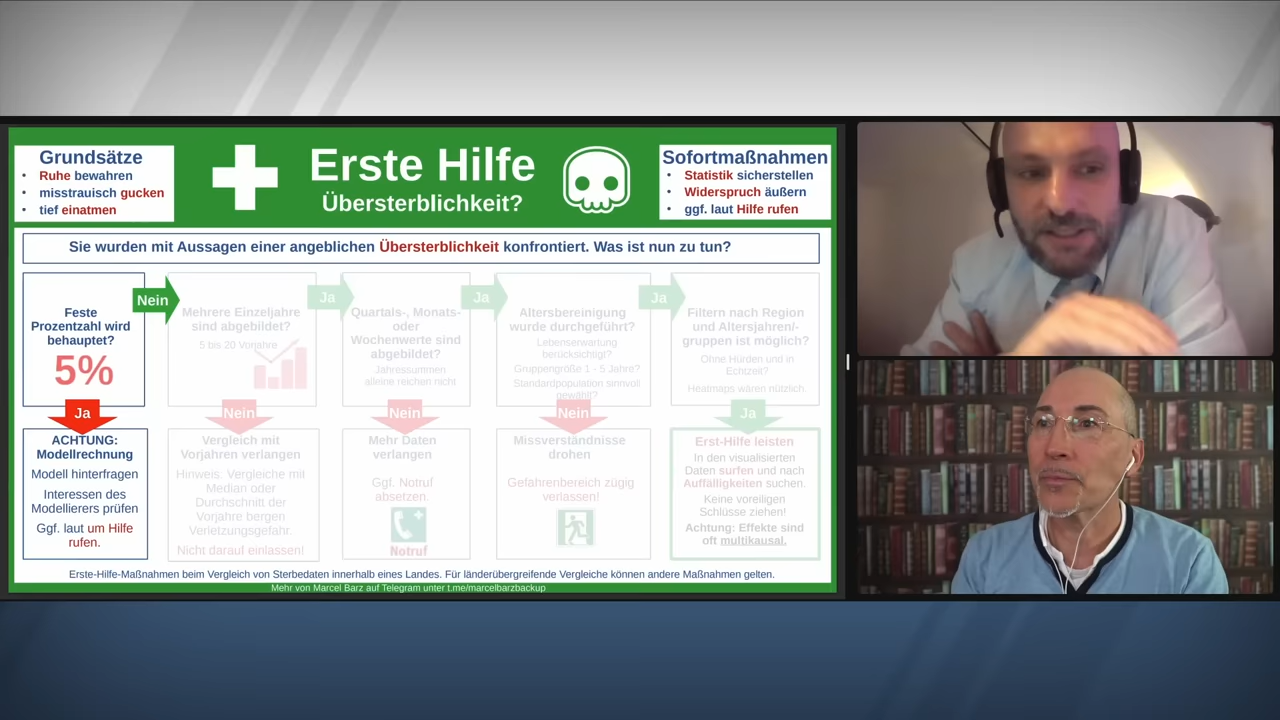 Grundsätze
• Ruhe bewahren
• misstrauisch gucken
• tief einatmen
Erste Hilfe
Übersterblichkeit?
Sofortmaßnahmen
• Statistik sicherstellen
• Widerspruch äußern
• ggf. laut Hilfe rufen
Sie wurden mit Aussagen einer angeblichen Übersterblichkeit konfrontiert. Was ist nun zu tun?
Feste
Prozentzahl wird
behauptet?
5%
Nein
Mehrere Einzeljahre
sind abgebildet?
5 bis 20 Vorjahre
Ja
Quartals-, Monats-
oder
Wochenwerte sind
abgebildet?
Jahressummen
alleine reichen nicht
Ja
Altersbereinigung
wurde durchgeführt?
Lebenserwartung
berücksichtigt?
Gruppengröße 1 - 5 Jahre?
Standardpopulation sinnvoll
gewählt?
Ja
Filtern nach Region
und Altersjahren/-
gruppen ist möglich?
Ohne Hürden und in
Echtzeit?
Heatmaps wären nützlich.
Ja
ACHTUNG:
Modellrechnung
Modell hinterfragen
Interessen des
Modellierers prüfen
Ggf. laut um Hilfe
rufen.
Nein
Vergleich mit
Vorjahren verlangen
Hinweis: Vergleiche mit
Median oder
Durchschnitt der
Vorjahre bergen
Verletzungsgefahr.
Nicht darauf einlassen!
Nein
Mehr Daten
verlangen
Ggf. Notruf
absetzen.
Notruf
Nein
Missverständnisse
drohen
Gefahrenbereich zügig
verlassen!
Ja
Erst-Hilfe leisten
In den visualisierten
Daten surfen und nach
Auffälligkeiten suchen.
Keine voreiligen
Schlüsse ziehen!
Achtung: Effekte sind
oft multikausal.
Erste-Hilfe-Maßnahmen beim Vergleich von Sterbedaten innerhalb eines Landes. Für länderübergreifende Vergleiche können andere Maßnahmen gelten.
Mehr von Marcel Barz auf Telegram unter t.me/marcelbarzbackup